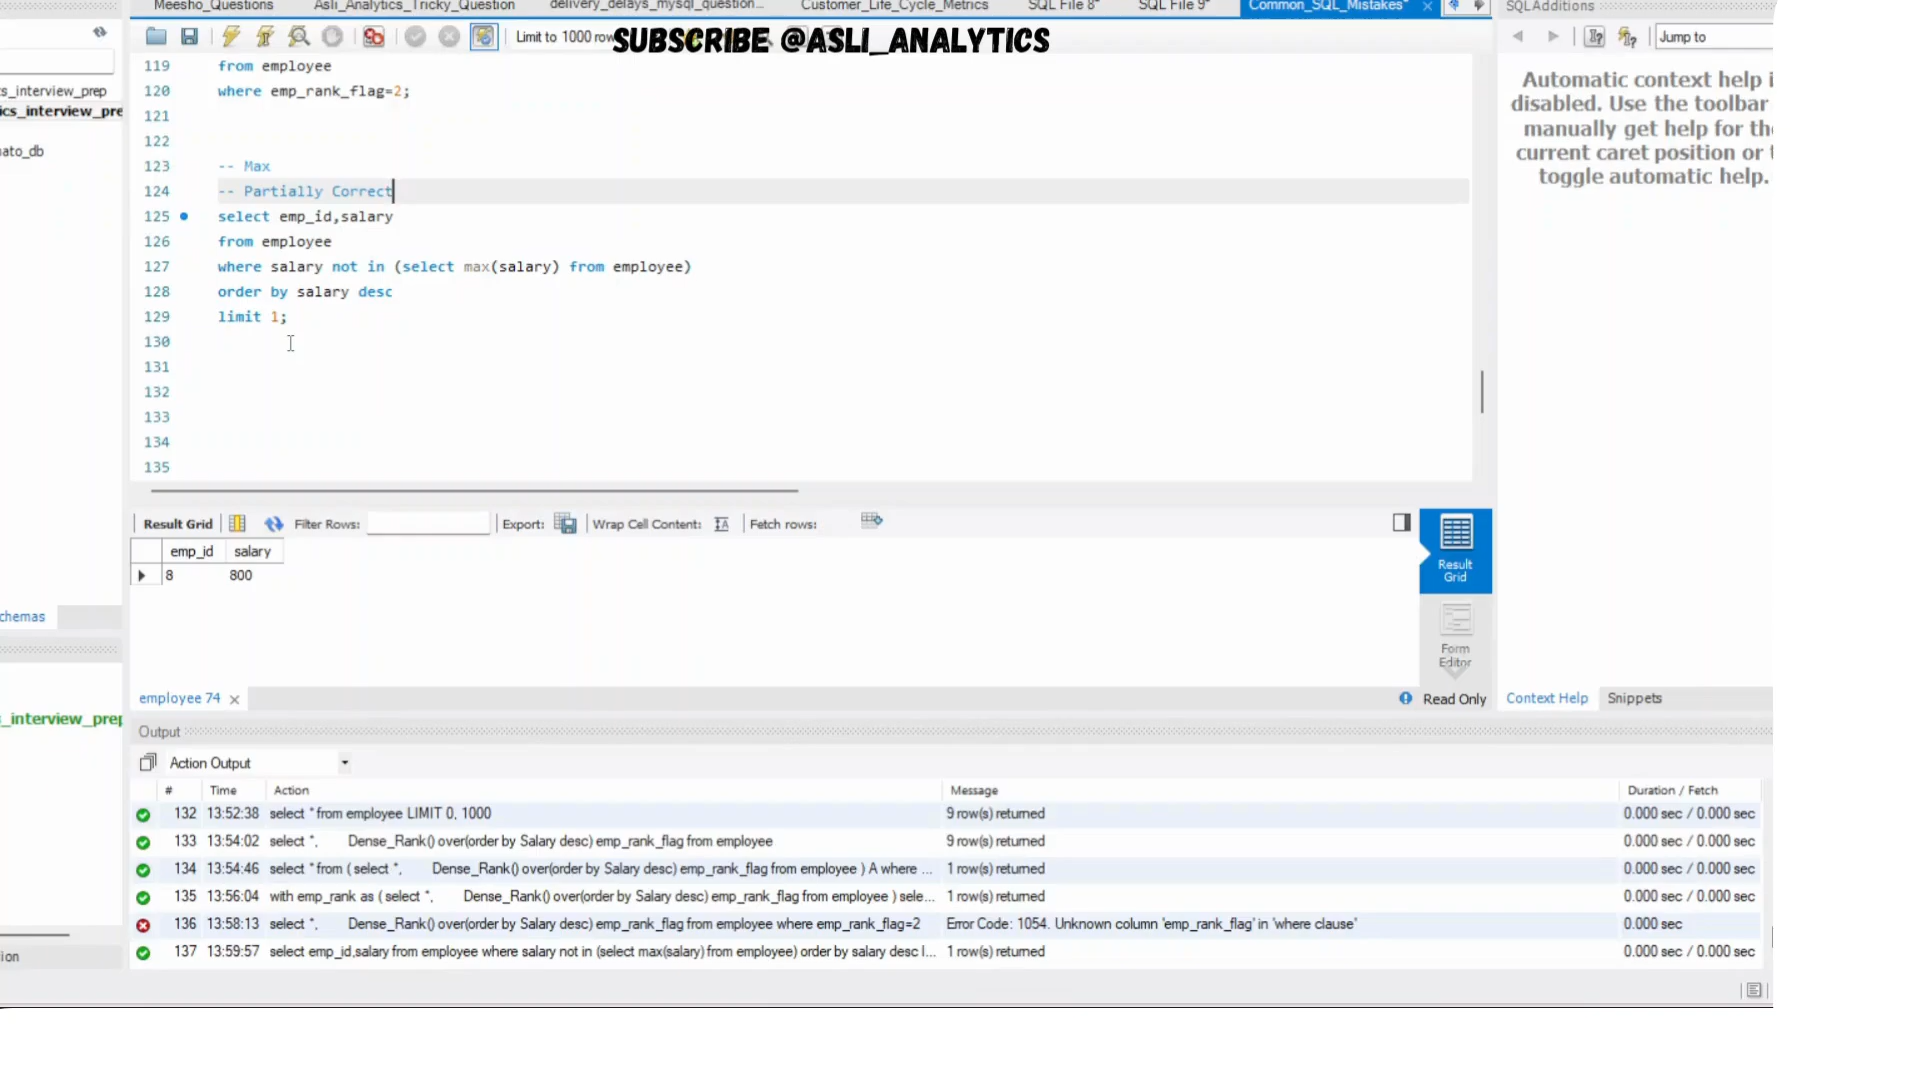 Meesho_Questions Asli_Analytics_Tricky_Question delivery_delays_mysql_question... Customer_Life_Cycle_Metrics SQL File 8* SQL File 9* Common_SQL_Mistakes* SQLAdditions
Limit to 1000 row
SUBSCRIBE @ASLI_ANALYTICS
Jump to
s_interview_prep
ics_interview_pre
ato_db
chemas
s_interview_prep
ion
119 from employee
120 where emp_rank_flag=2;
121
122
123 -- Max
124 -- Partially Correct
125 select emp_id,salary
126 from employee
127 where salary not in (select max(salary) from employee)
128 order by salary desc
129 limit 1;
130
131
132
133
134
135
Automatic context help i
disabled. Use the toolbar
manually get help for the
current caret position or t
toggle automatic help.
Result Grid Filter Rows: Export: Wrap Cell Content: Fetch rows:
emp_id salary
8 800
Result
Grid
Form
Editor
employee 74 Read Only Context Help Snippets
Output
Action Output
# Time Action Message Duration / Fetch
132 13:52:38 select * from employee LIMIT 0, 1000 9 row(s) returned 0.000 sec / 0.000 sec
133 13:54:02 select *, Dense_Rank() over(order by Salary desc) emp_rank_flag from employee 9 row(s) returned 0.000 sec / 0.000 sec
134 13:54:46 select * from ( select *, Dense_Rank() over(order by Salary desc) emp_rank_flag from employee ) A where ... 1 row(s) returned 0.000 sec / 0.000 sec
135 13:56:04 with emp_rank as ( select *, Dense_Rank() over(order by Salary desc) emp_rank_flag from employee ) sele... 1 row(s) returned 0.000 sec / 0.000 sec
136 13:58:13 select *, Dense_Rank() over(order by Salary desc) emp_rank_flag from employee where emp_rank_flag=2 Error Code: 1054. Unknown column 'emp_rank_flag' in 'where clause' 0.000 sec
137 13:59:57 select emp_id,salary from employee where salary not in (select max(salary) from employee) order by salary desc l... 1 row(s) returned 0.000 sec / 0.000 sec